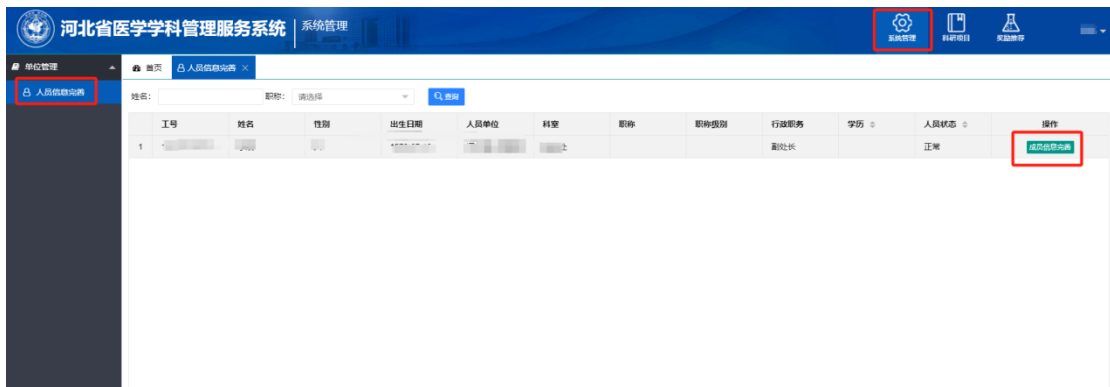 河北省医学学科管理服务系统 系统管理
系统管理 科研项目 奖励推荐
单位管理 首页 人员信息完善 ×
人员信息完善
姓名: 职称: 请选择 查询
工号 姓名 性别 出生日期 人员单位 科室 职称 职称级别 行政职务 学历 人员状态 操作
1 副处长 正常 成员信息完善